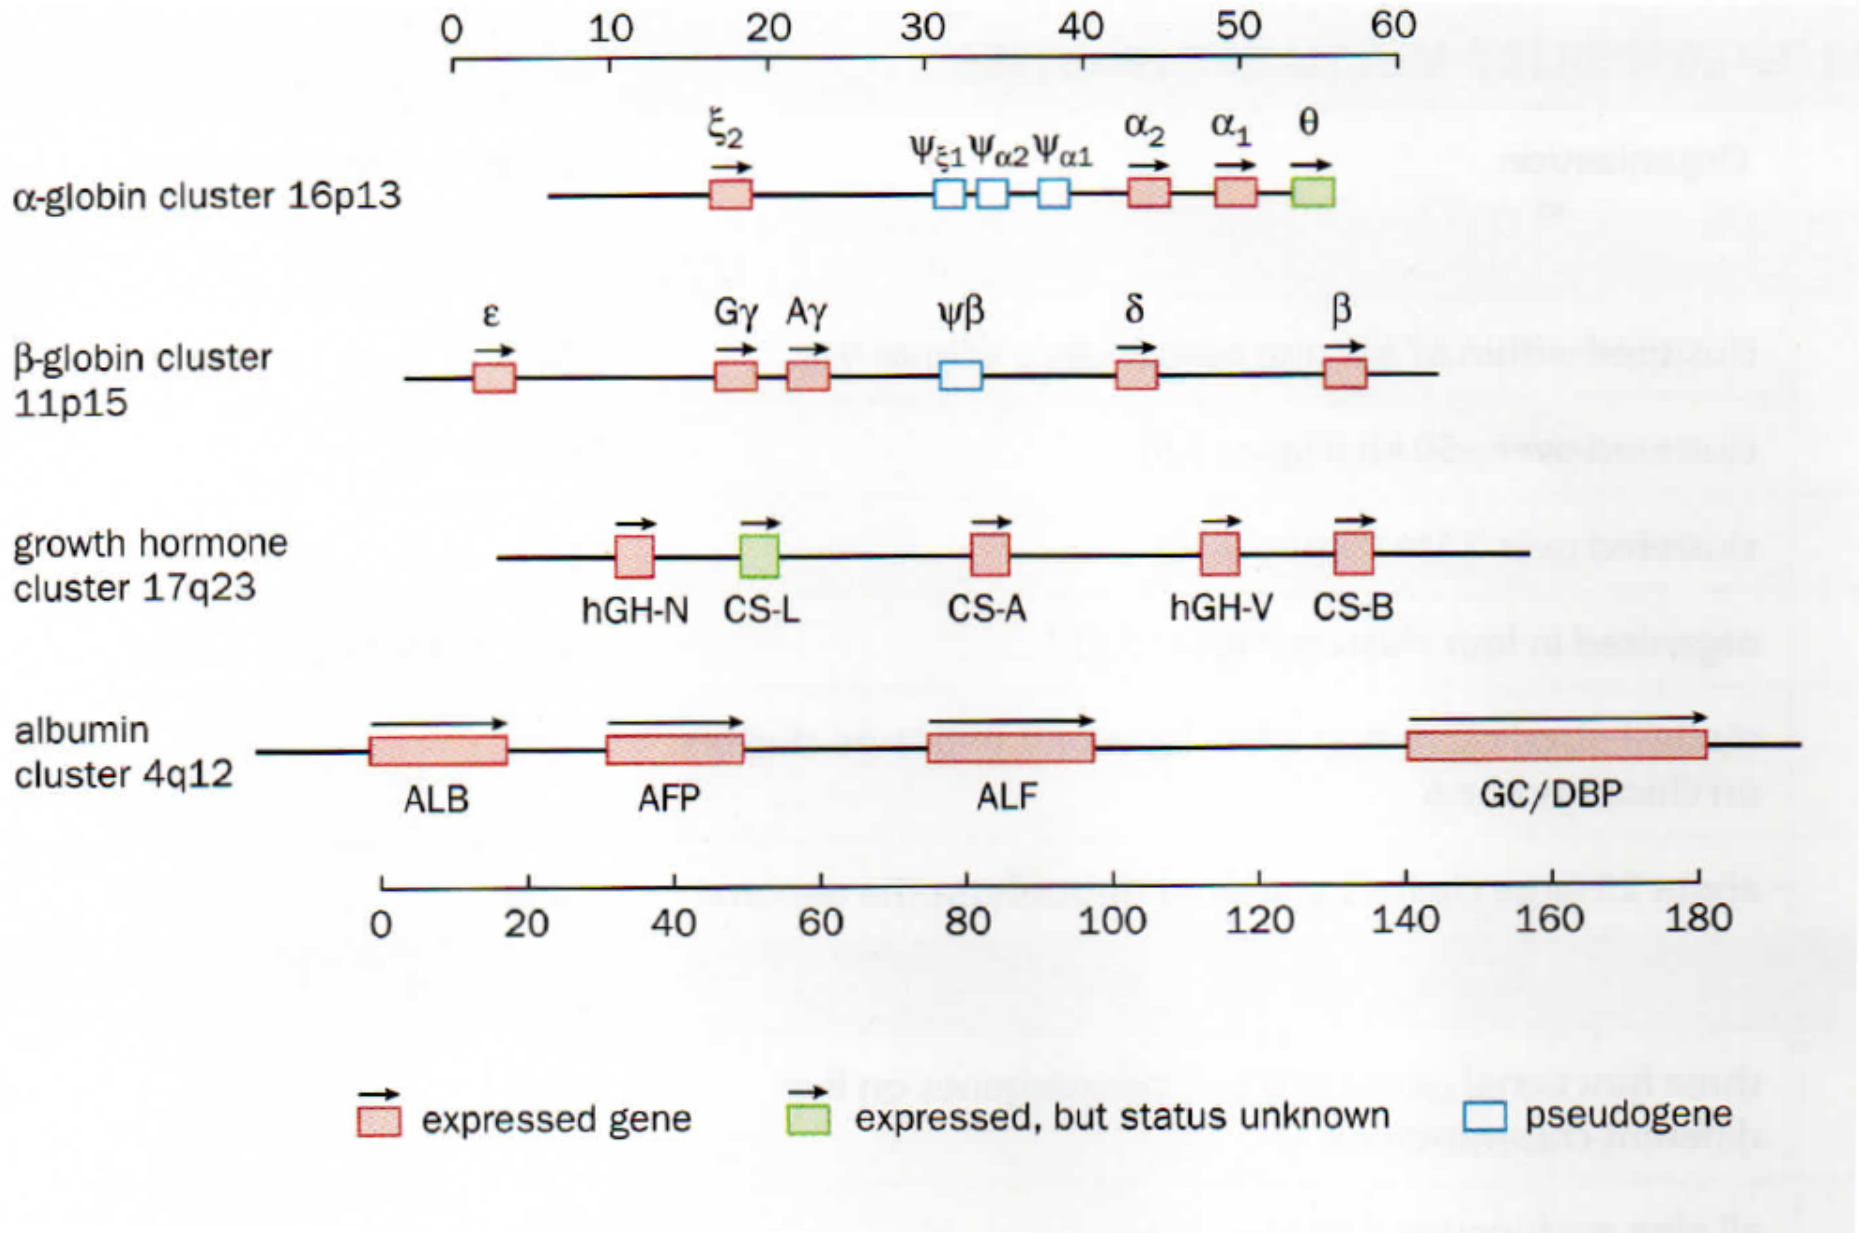 0 10 20 30 40 50 60
ξ2 ψξ1 ψα2 ψα1 α2 α1 θ
α-globin cluster 16p13
ε Gγ Aγ ψβ δ β
β-globin cluster
11p15
growth hormone
cluster 17q23
hGH-N CS-L CS-A hGH-V CS-B
albumin
cluster 4q12
ALB AFP ALF GC/DBP
0 20 40 60 80 100 120 140 160 180
expressed gene expressed, but status unknown pseudogene